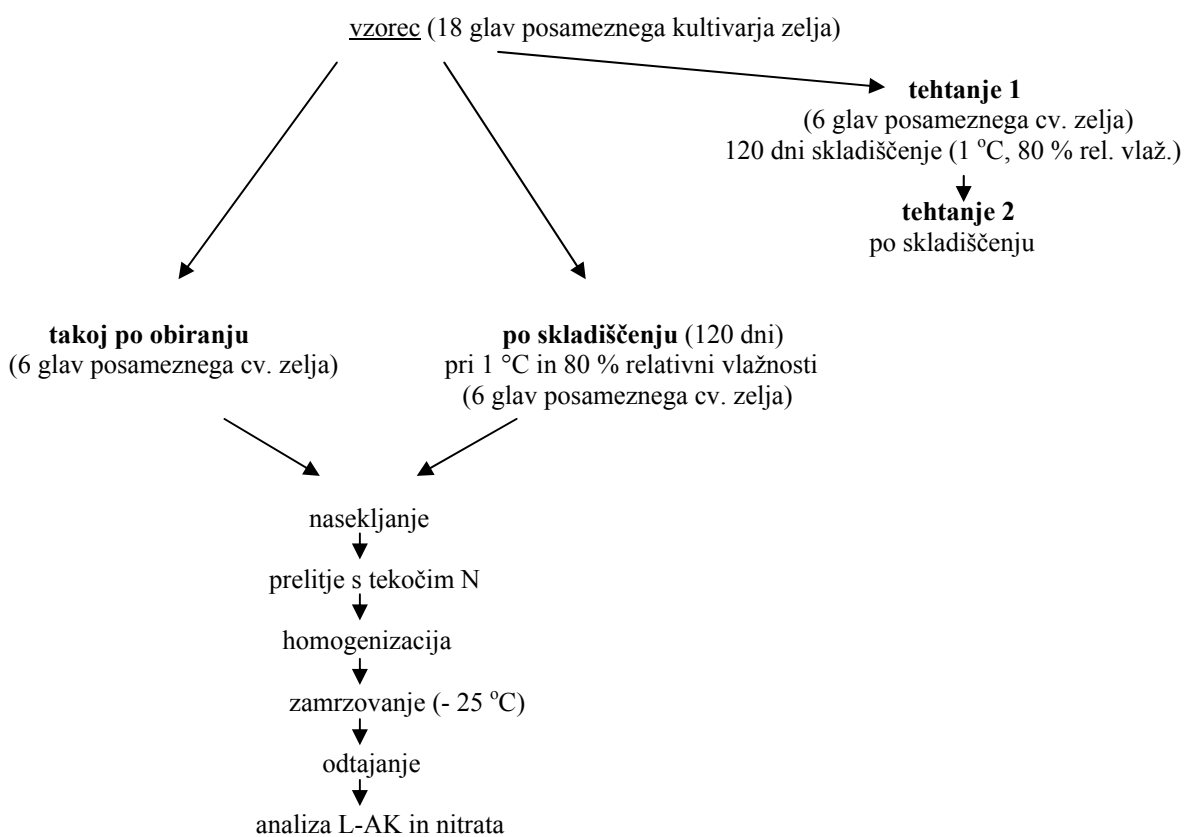 vzorec (18 glav posameznega kultivarja zelja)
tehtanje 1
(6 glav posameznega cv. zelja)
120 dni skladiščenje (1 °C, 80 % rel. vlaž.)
tehtanje 2
po skladiščenju
takoj po obiranju
(6 glav posameznega cv. zelja)
po skladiščenju (120 dni)
pri 1 °C in 80 % relativni vlažnosti
(6 glav posameznega cv. zelja)
nasekljanje
prelitje s tekočim N
homogenizacija
zamrzovanje (- 25 °C)
odtajanje
analiza L-AK in nitrata